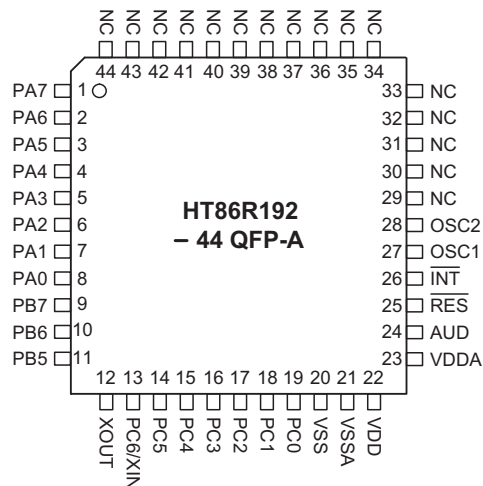 NC NC NC NC NC NC NC NC NC NC NC
44 43 42 41 40 39 38 37 36 35 34
PA7 1 33 NC
PA6 2 32 NC
PA5 3 31 NC
PA4 4 30 NC
PA3 5 29 NC
PA2 6 28 OSC2
PA1 7 27 OSC1
PA0 8 26 INT
PB7 9 25 RES
PB6 10 24 AUD
PB5 11 23 VDDA
HT86R192
– 44 QFP-A
12 13 14 15 16 17 18 19 20 21 22
XOUT PC6/XIN PC5 PC4 PC3 PC2 PC1 PC0 VSS VSSA VDD